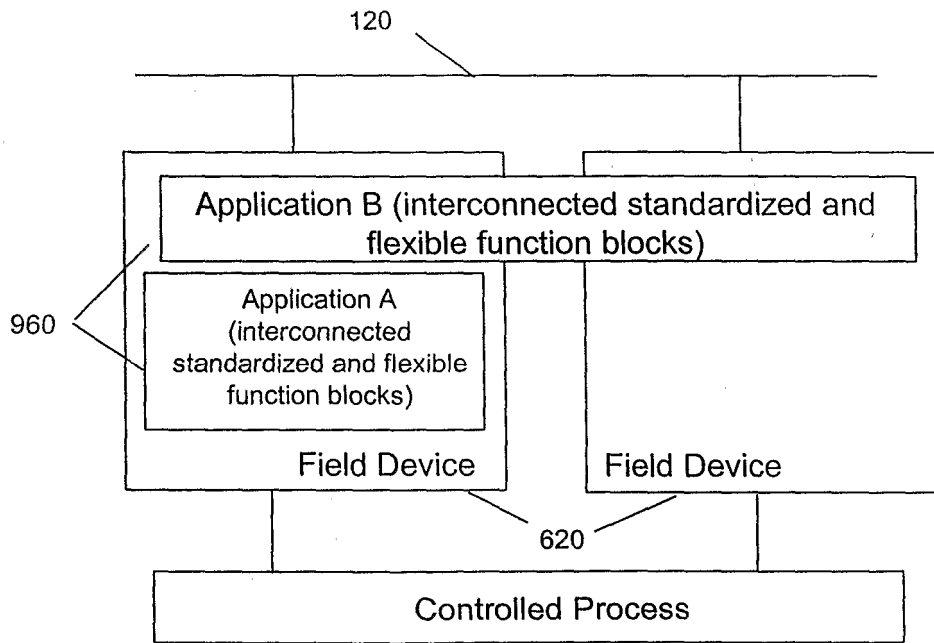 120
Application B (interconnected standardized and
flexible function blocks)
960
Application A
(interconnected
standardized and flexible
function blocks)
Field Device
Field Device
620
Controlled Process